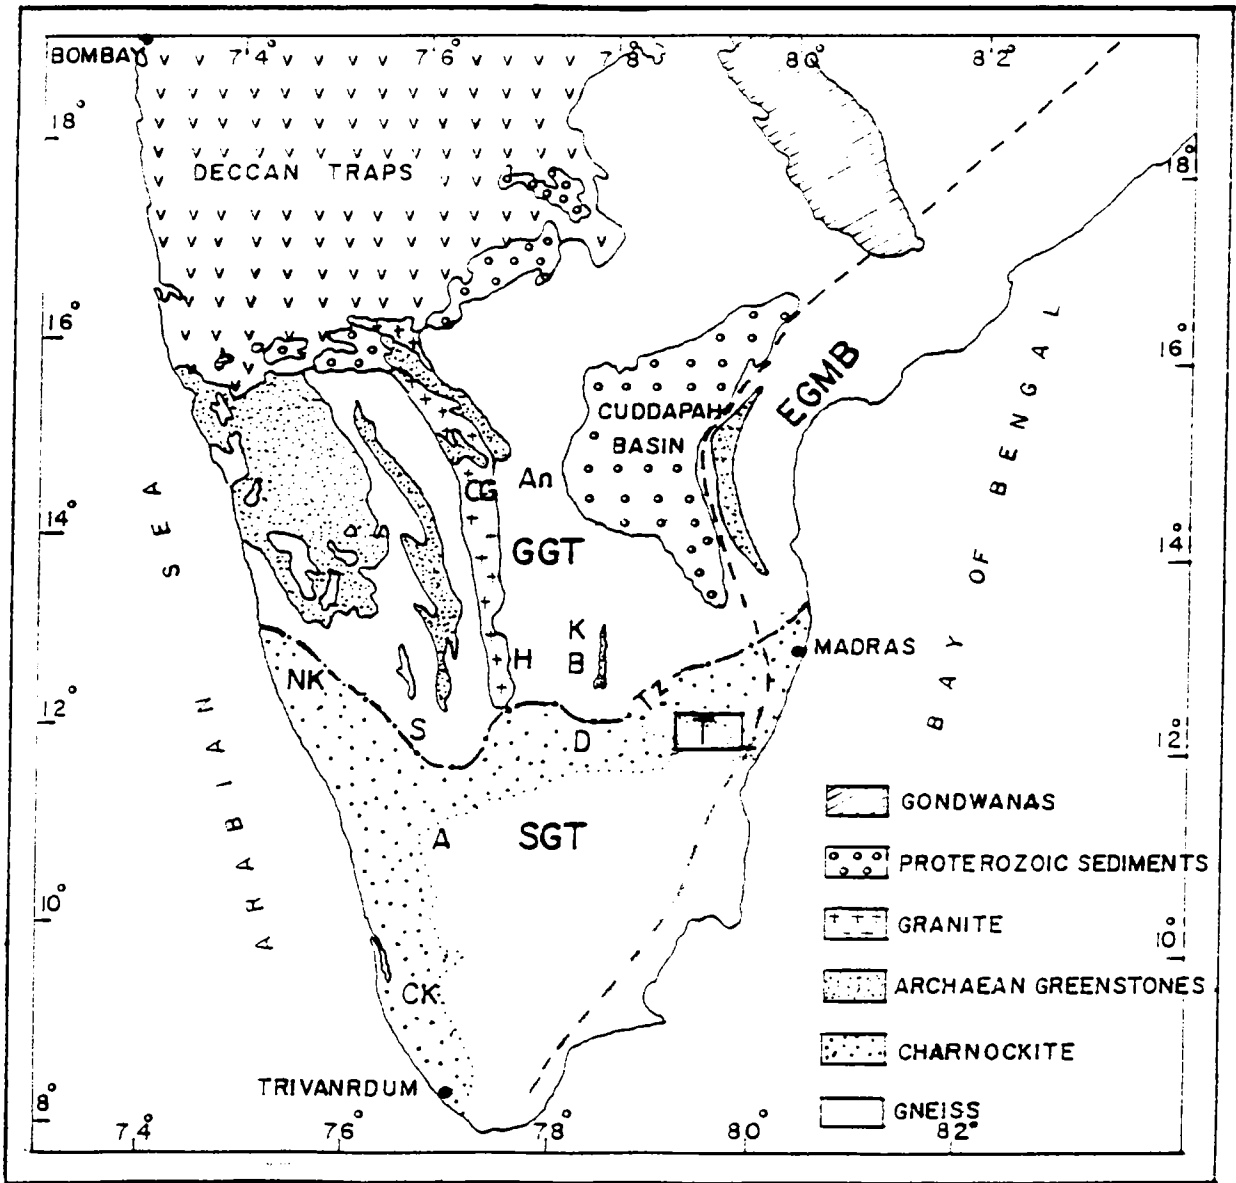 BOMBAY
74° 76° 78° 80° 82°
18°
18°
DECCAN TRAPS
16°
16°
EGMB
CUDDAPAH
BASIN
CG
An
14°
14°
GGT
K
B
H
MADRAS
NK
TZ
12°
12°
S
D
T
A
SGT
10°
10°
CK
TRIVANRDUM
8°
74° 76° 78° 80° 82°
AHABIAN SEA
BAY OF BENGAL
GONDWANAS
PROTEROZOIC SEDIMENTS
GRANITE
ARCHAEAN GREENSTONES
CHARNOCKITE
GNEISS